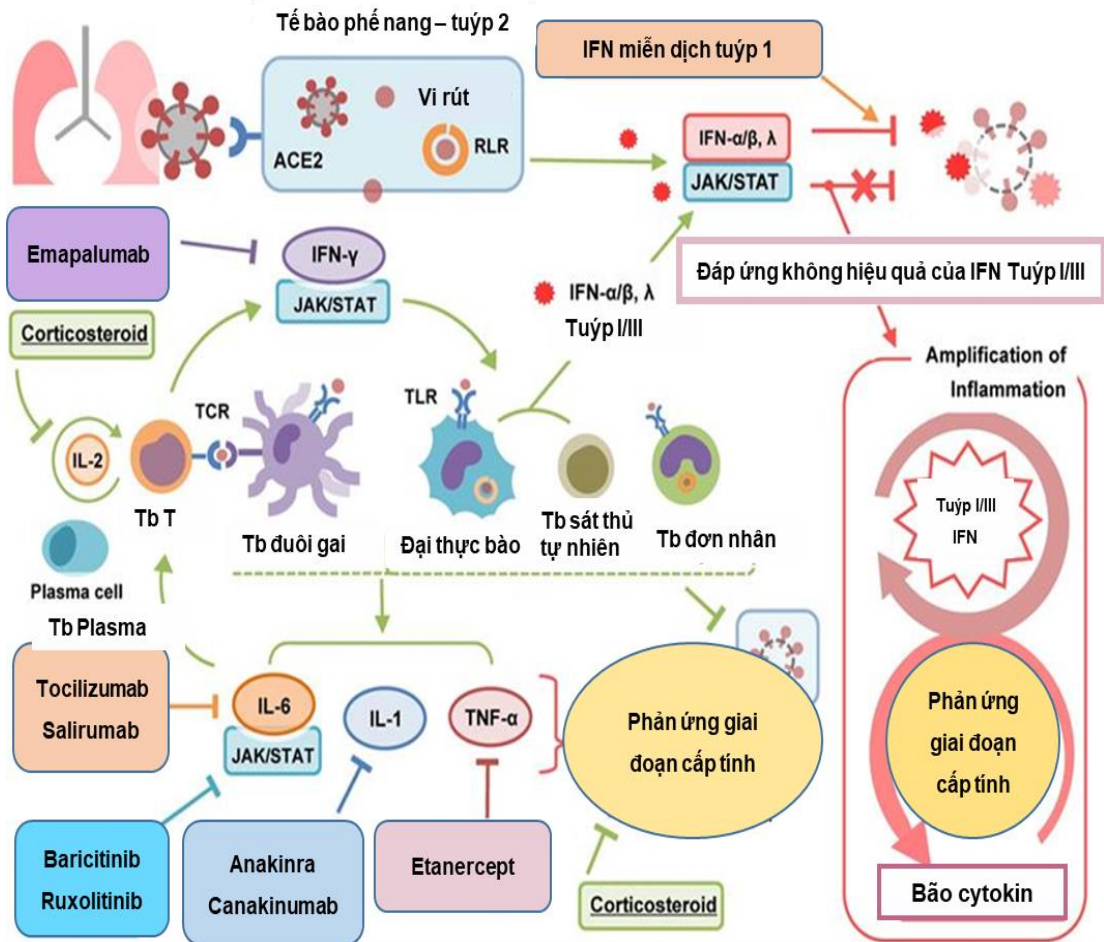 Tế bào phế nang – tuýp 2
IFN miễn dịch tuýp 1
Vi rút
ACE2
RLR
IFN-α/β, λ
JAK/STAT
Emapalumab
IFN-γ
JAK/STAT
Đáp ứng không hiệu quả của IFN Tuýp I/III
IFN-α/β, λ
Tuýp I/III
Corticosteroid
Amplification of
Inflammation
TCR
TLR
IL-2
Tb T
Tb đuôi gai
Đại thực bào
Tb sát thủ
tự nhiên
Tb đơn nhân
Tuýp I/III
IFN
Plasma cell
Tb Plasma
Tocilizumab
Salirumab
IL-6
JAK/STAT
IL-1
TNF-α
Phản ứng giai
đoạn cấp tính
Phản ứng
giai đoạn
cấp tính
Baricitinib
Ruxolitinib
Anakinra
Canakinumab
Etanercept
Corticosteroid
Bão cytokin